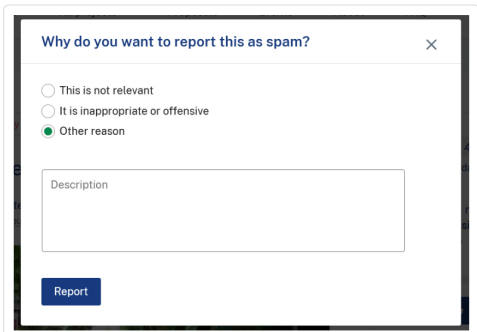 Why do you want to report this as spam?
This is not relevant
It is inappropriate or offensive
Other reason
Description
Report